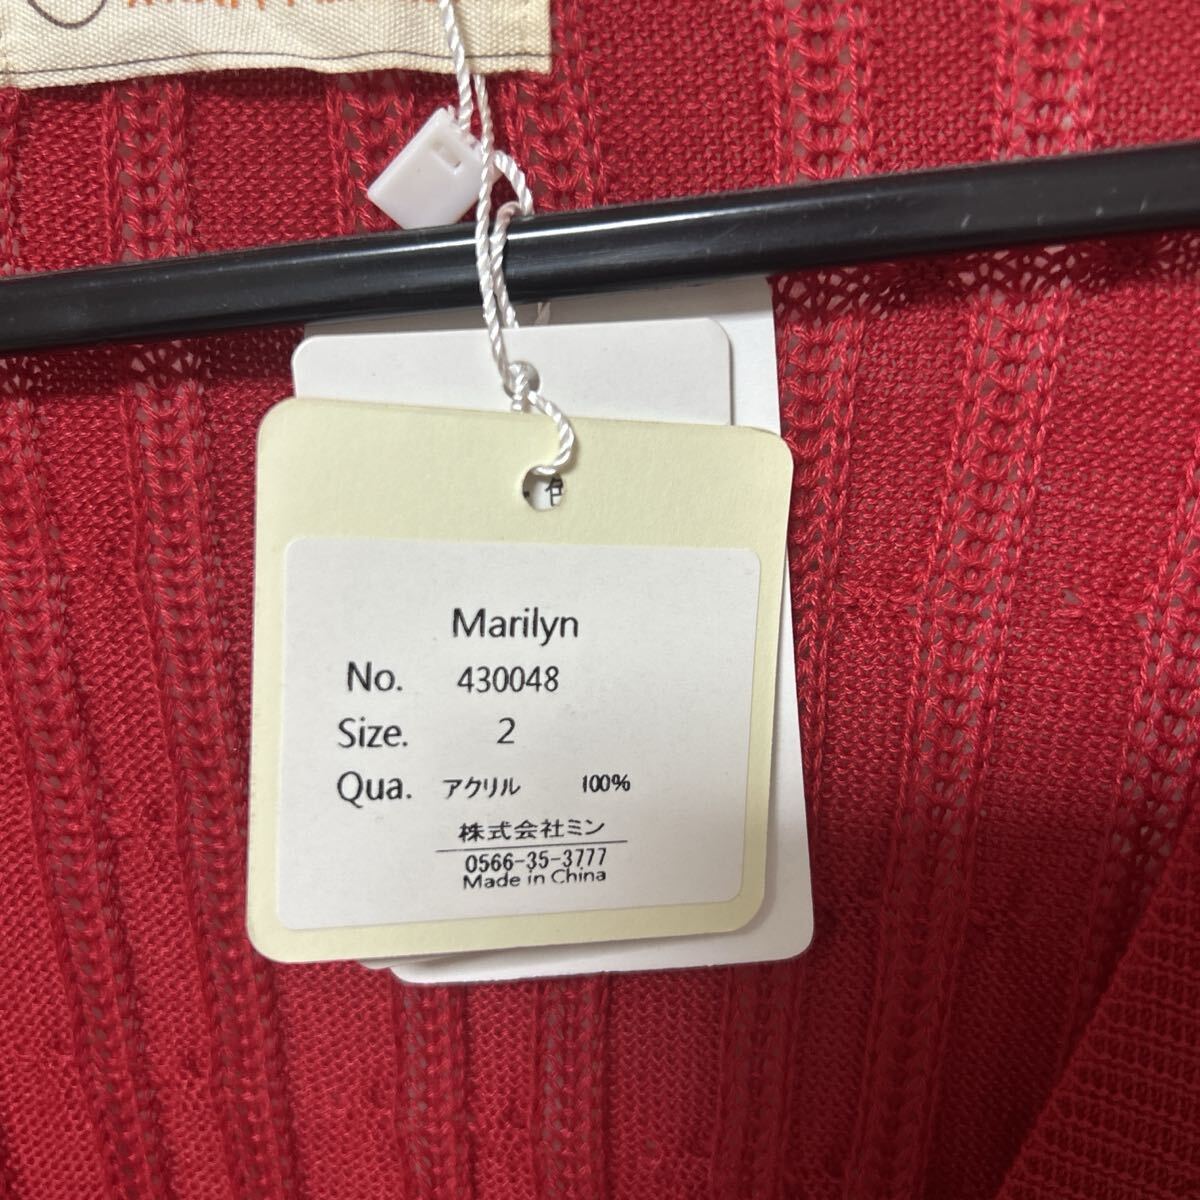 色
Marilyn
No. 430048
Size. 2
Qua. アクリル 100%
株式会社ミン
0566-35-3777
Made in China